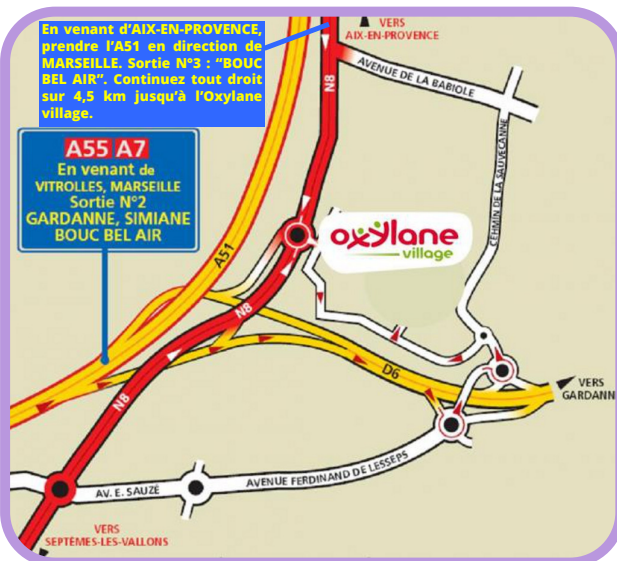 En venant d'AIX-EN-PROVENCE,
prendre l'A51 en direction de
MARSEILLE. Sortie N°3 : "BOUC
BEL AIR". Continuez tout droit
sur 4,5 km jusqu'à l'Oxylane
village.
VERS
AIX-EN-PROVENCE
AVENUE DE LA BABIOLE
N8
CEHMIN DE LA SAUVECANNE
A55 A7
En venant de
VITROLLES, MARSEILLE
Sortie N°2
GARDANNE, SIMIANE
BOUC BEL AIR
oxylane
village
A51
N8
D6
VERS
GARDANN
N8
AVENUE FERDINAND DE LESSEPS
AV. E. SAUZÉ
VERS
SEPTÈMES-LES-VALLONS